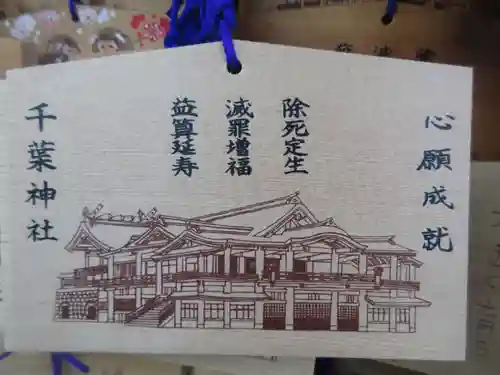 心願成就
除死定生
滅罪増福
益算延寿
千葉神社